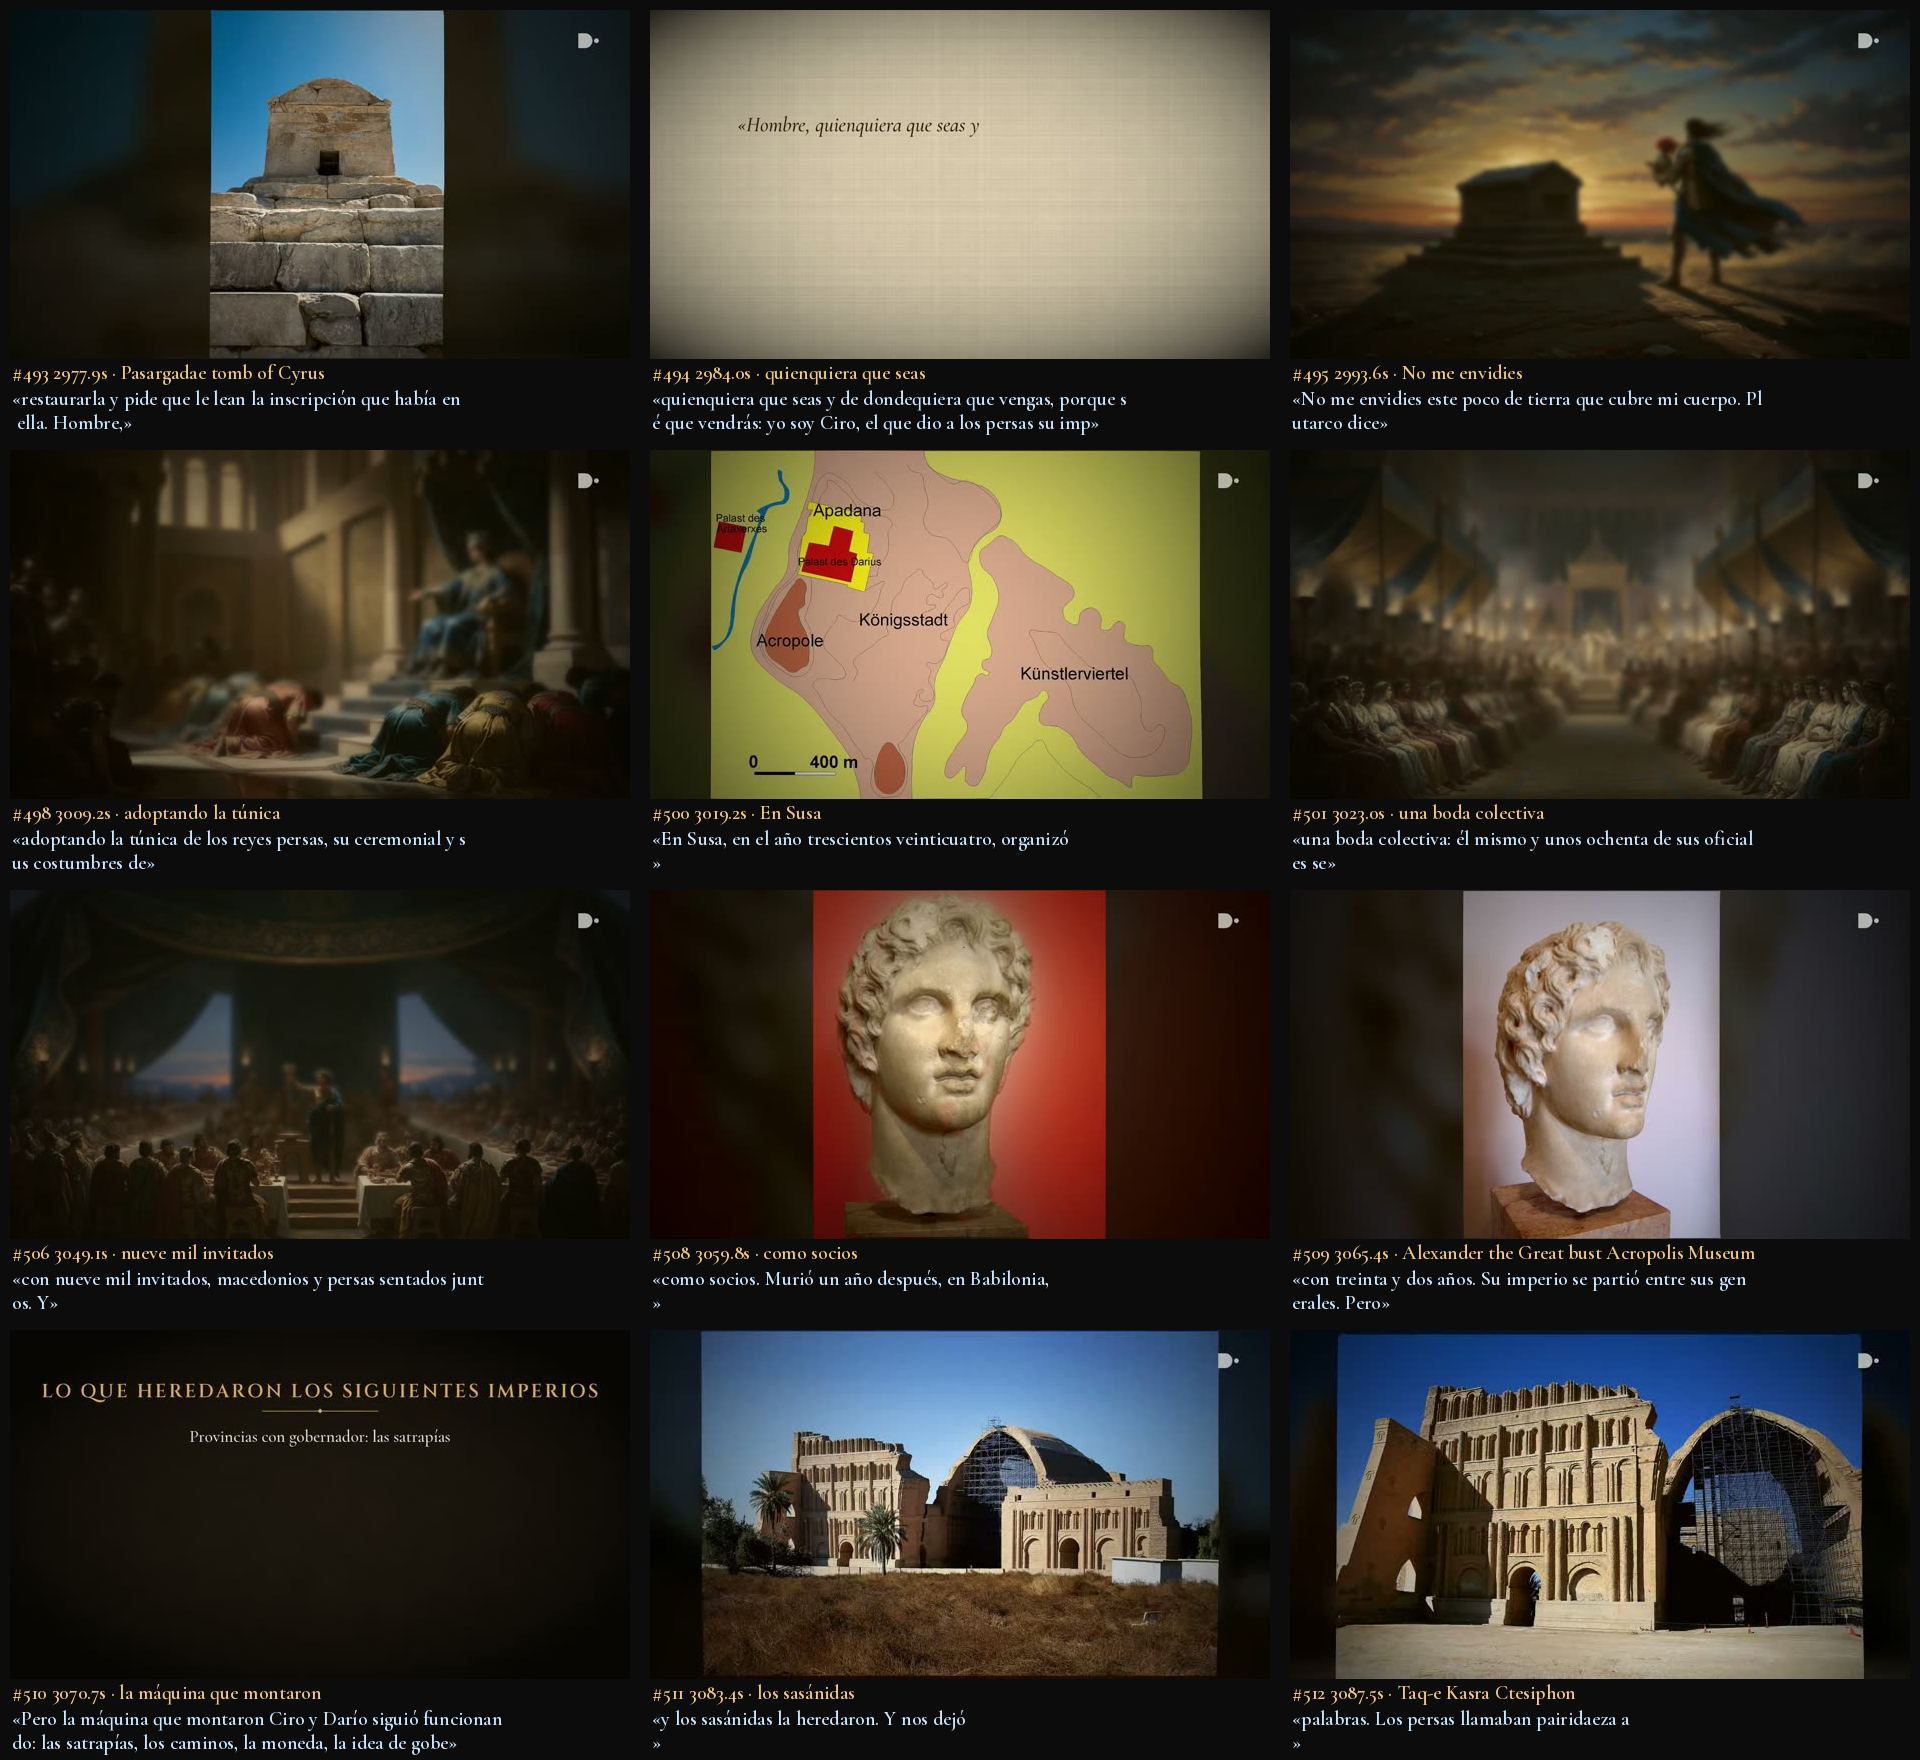 «Hombre, quienquiera que seas y
#493 2977.9s · Pasargadae tomb of Cyrus
«restaurarla y pide que le lean la inscripción que había en
ella. Hombre,»
#494 2984.0s · quienquiera que seas
«quienquiera que seas y de dondequiera que vengas, porque s
é que vendrás: yo soy Ciro, el que dio a los persas su imp»
#495 2993.6s · No me envidies
«No me envidies este poco de tierra que cubre mi cuerpo. Pl
utarco dice»
Palast des
Artaxerxes
Apadana
Palast des Darius
Königsstadt
Acropole
Künstlerviertel
0 400 m
#498 3009.2s · adoptando la túnica
«adoptando la túnica de los reyes persas, su ceremonial y s
us costumbres de»
#500 3019.2s · En Susa
«En Susa, en el año trescientos veinticuatro, organizó
»
#501 3023.0s · una boda colectiva
«una boda colectiva: él mismo y unos ochenta de sus oficial
es se»
#506 3049.1s · nueve mil invitados
«con nueve mil invitados, macedonios y persas sentados junt
os. Y»
#508 3059.8s · como socios
«como socios. Murió un año después, en Babilonia,
»
#509 3065.4s · Alexander the Great bust Acropolis Museum
«con treinta y dos años. Su imperio se partió entre sus gen
erales. Pero»
LO QUE HEREDARON LOS SIGUIENTES IMPERIOS
Provincias con gobernador: las satrapías
#510 3070.7s · la máquina que montaron
«Pero la máquina que montaron Ciro y Darío siguió funcionan
do: las satrapías, los caminos, la moneda, la idea de gobe»
#511 3083.4s · los sasánidas
«y los sasánidas la heredaron. Y nos dejó
»
#512 3087.5s · Taq-e Kasra Ctesiphon
«palabras. Los persas llamaban pairidaeza a
»